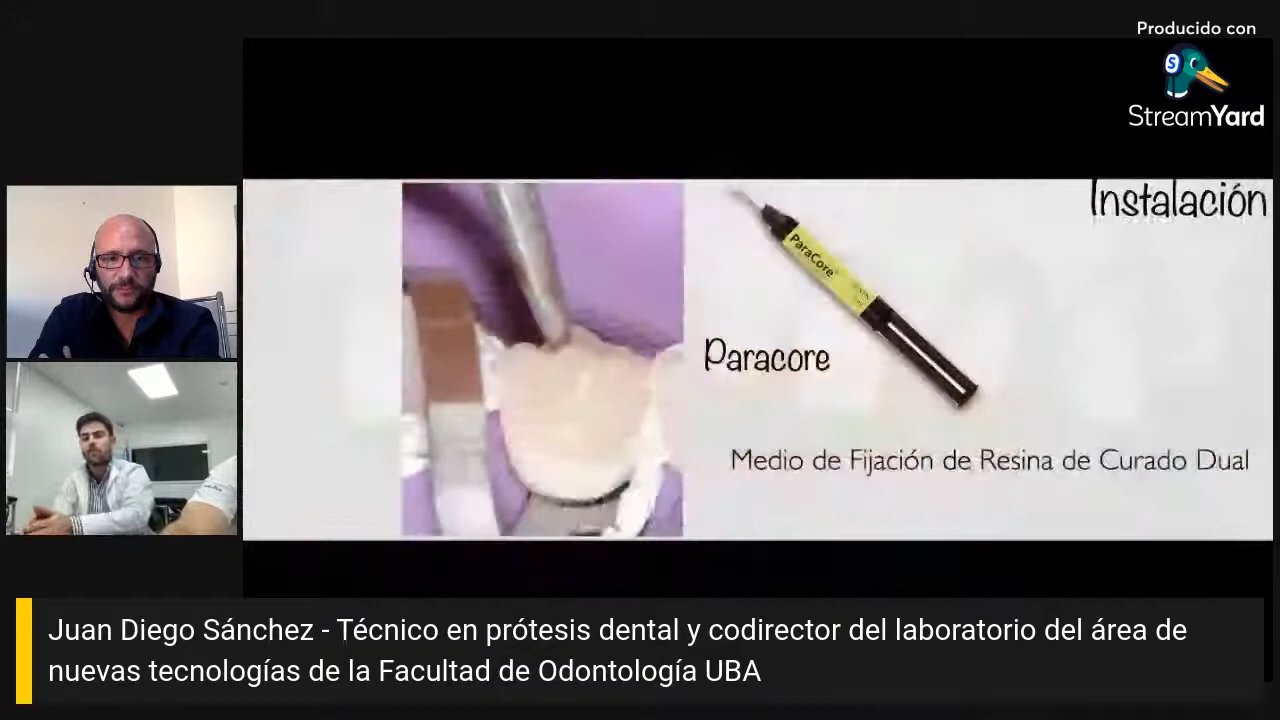 Producido con
StreamYard
Instalación
ParaCore
Paracore
Medio de Fijación de Resina de Curado Dual
Juan Diego Sánchez - Técnico en prótesis dental y codirector del laboratorio del área de
nuevas tecnologías de la Facultad de Odontología UBA